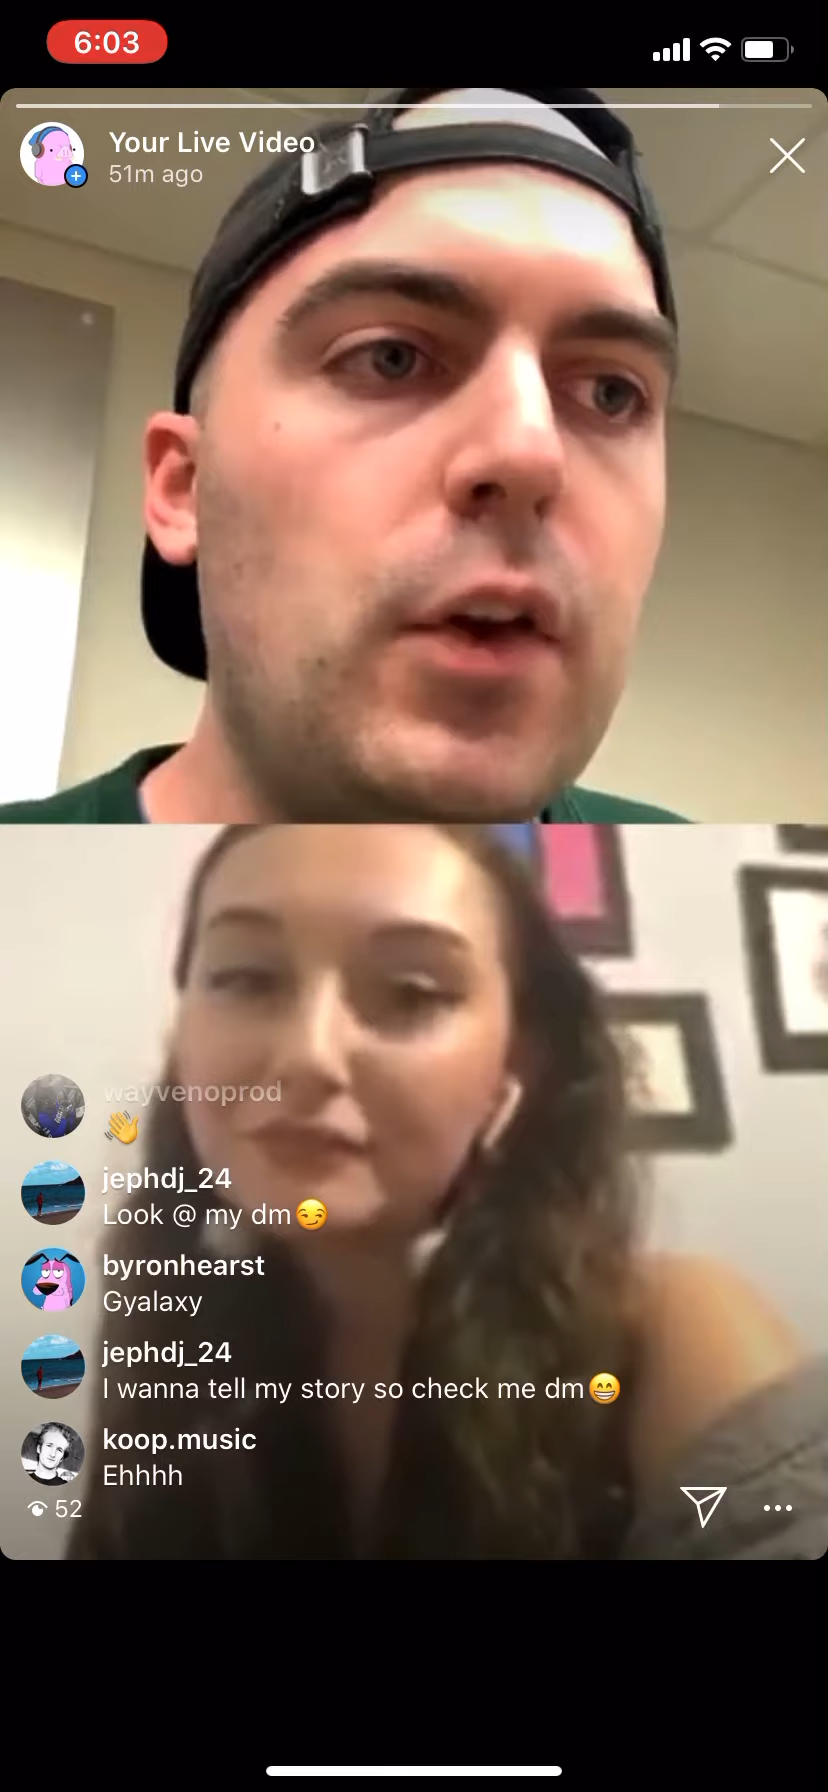 6:03
Your Live Video
51m ago
wayvenoprod
👋
jephdj_24
Look @ my dm😏
byronhearst
Gyalaxy
jephdj_24
I wanna tell my story so check me dm😁
koop.music
Ehhhh
52